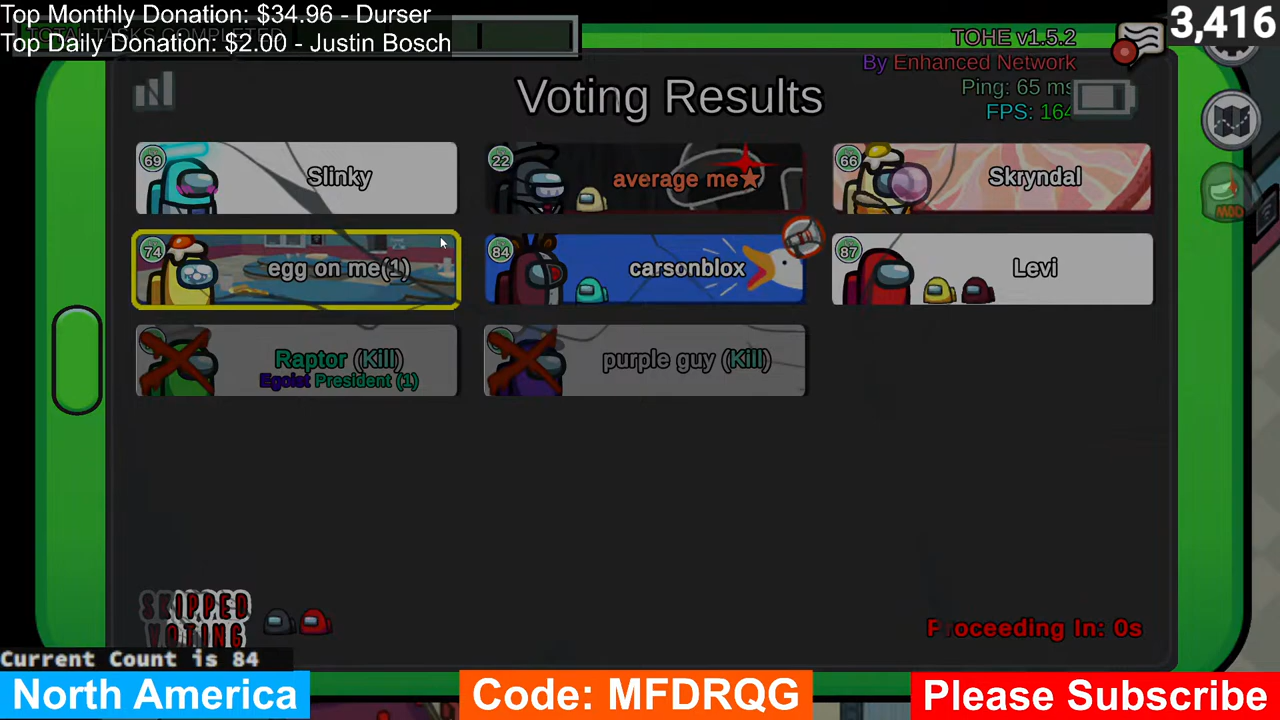 Top Monthly Donation: $34.96 - Durser
Top Daily Donation: $2.00 - Justin Bosch
3,416
TOHE v1.5.2
By Enhanced Network
Ping: 65 ms
FPS: 164
Voting Results
69 Slinky
22 average me★
66 Skryndal
74 egg on me(1)
84 carsonblox
87 Levi
Raptor (Kill)
Egoist President (1)
purple guy (Kill)
MOD
SKIPPED
VOTING
Proceeding In: 0s
Current Count is 84
North America
Code: MFDRQG
Please Subscribe